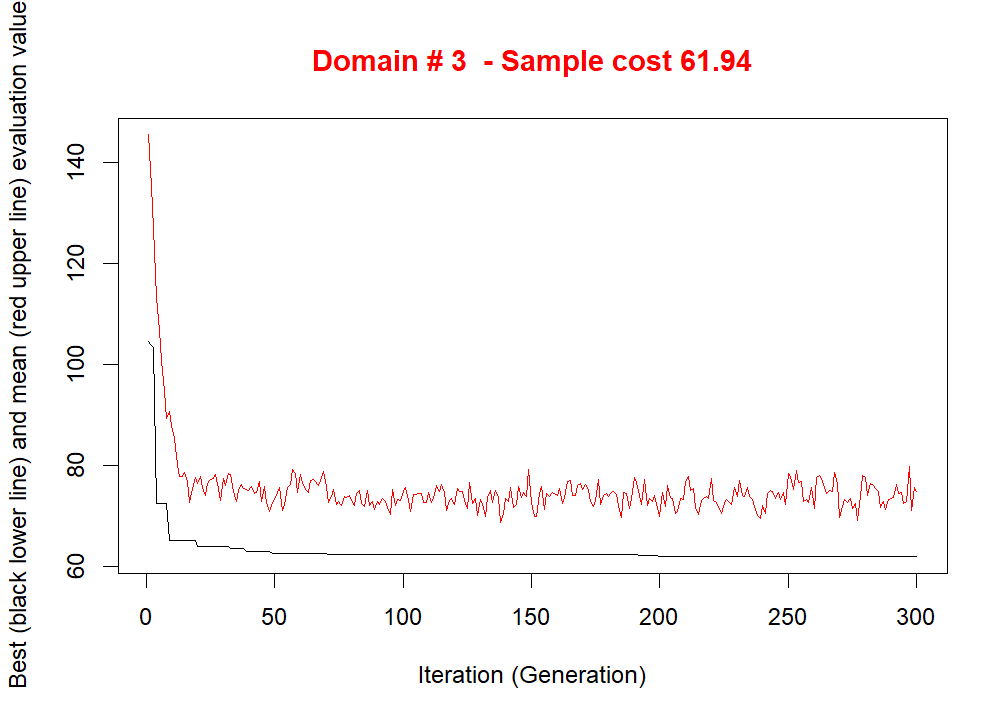 Domain # 3  - Sample cost 61.94
Best (black lower line) and mean (red upper line) evaluation value
140
120
100
80
60
0 50 100 150 200 250 300
Iteration (Generation)